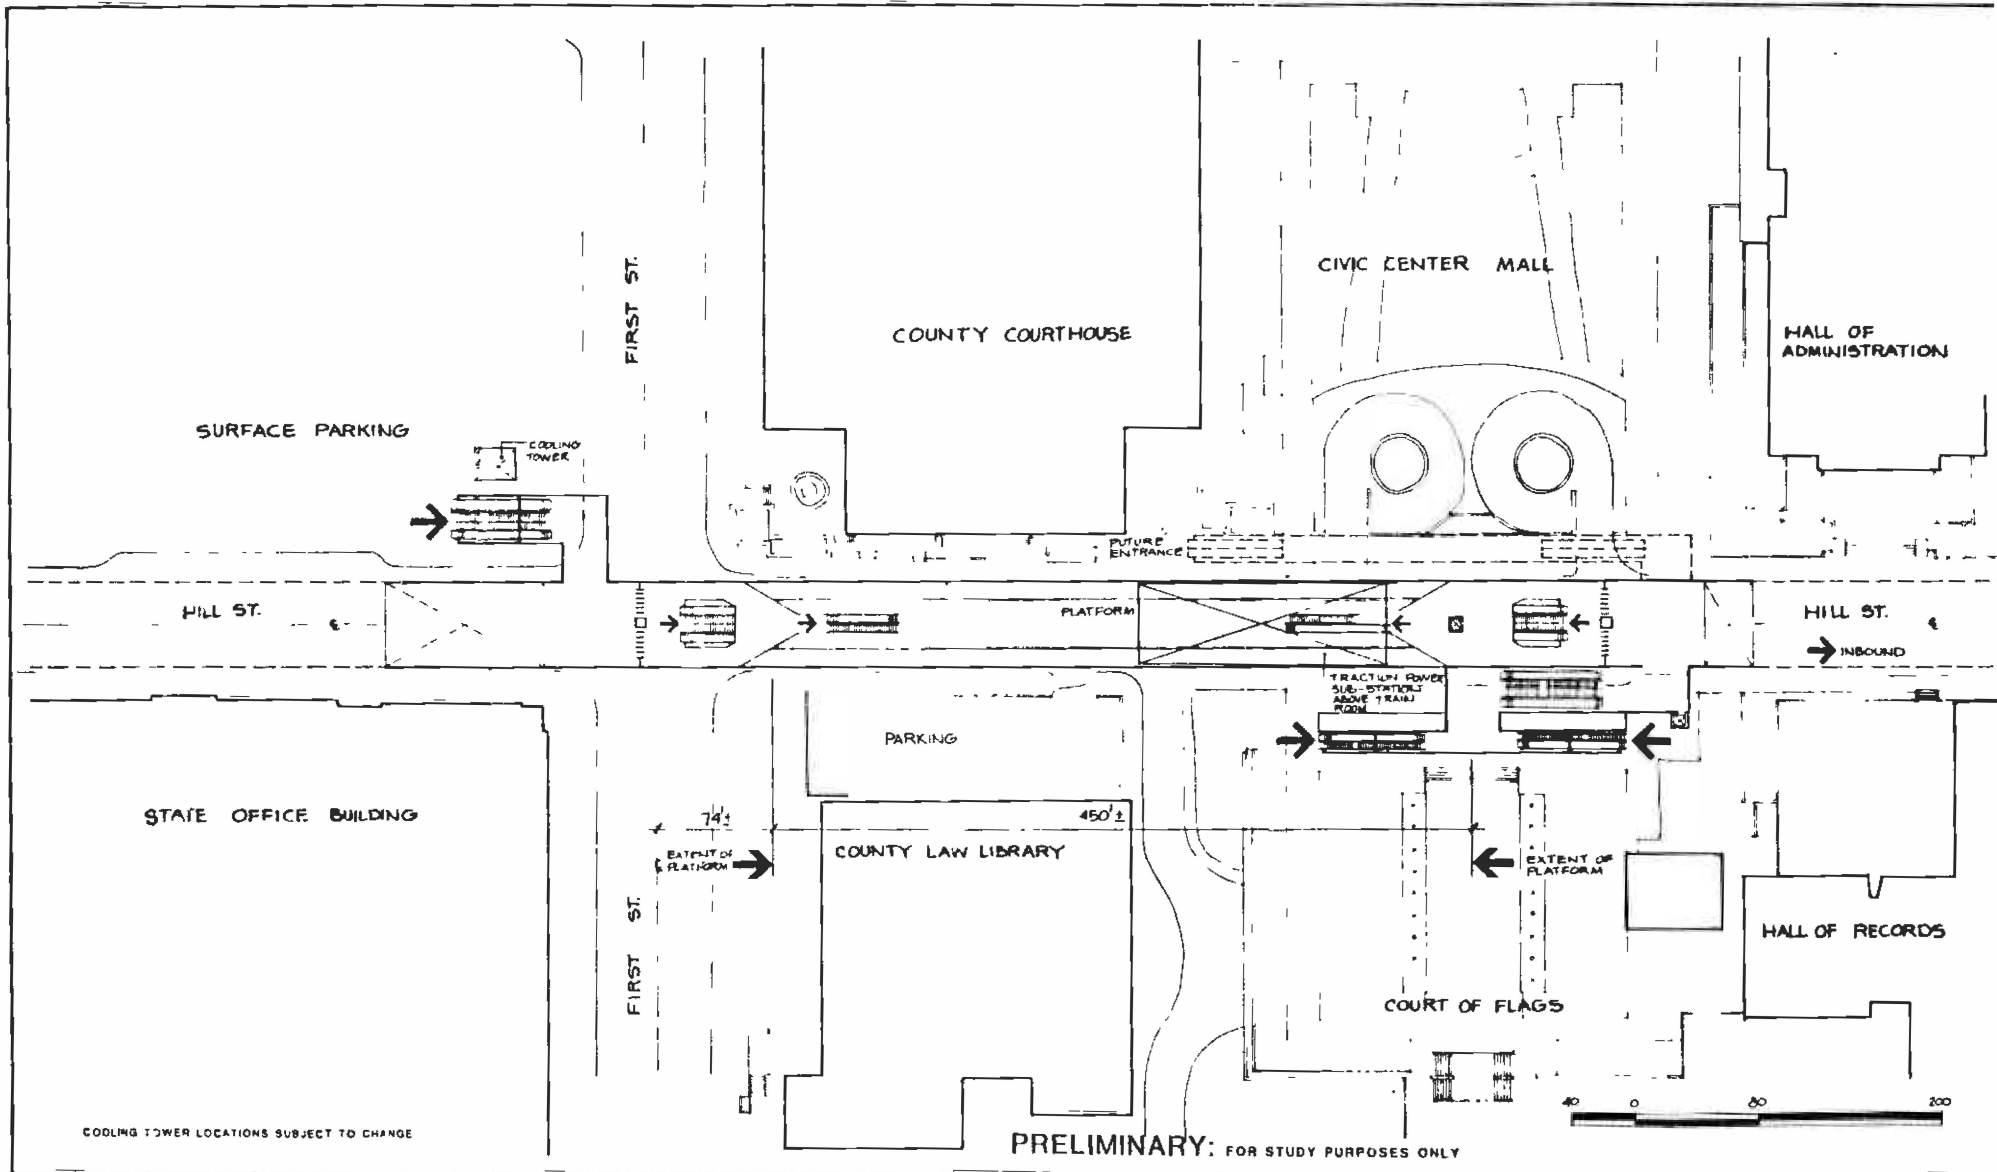 FIRST ST.
CIVIC CENTER MALL
COUNTY COURTHOUSE
HALL OF
ADMINISTRATION
SURFACE PARKING
COOLING
TOWER
FUTURE
ENTRANCE
HILL ST.
PLATFORM
HILL ST.
INBOUND
TRACTION POWER
SUB-STATION
ABOVE TRAIN
ROOM
PARKING
STATE OFFICE BUILDING
74'±
450'±
EXTENT OF
PLATFORM
COUNTY LAW LIBRARY
EXTENT OF
PLATFORM
FIRST ST.
HALL OF RECORDS
COURT OF FLAGS
40 0 80 200
COOLING TOWER LOCATIONS SUBJECT TO CHANGE
PRELIMINARY: FOR STUDY PURPOSES ONLY